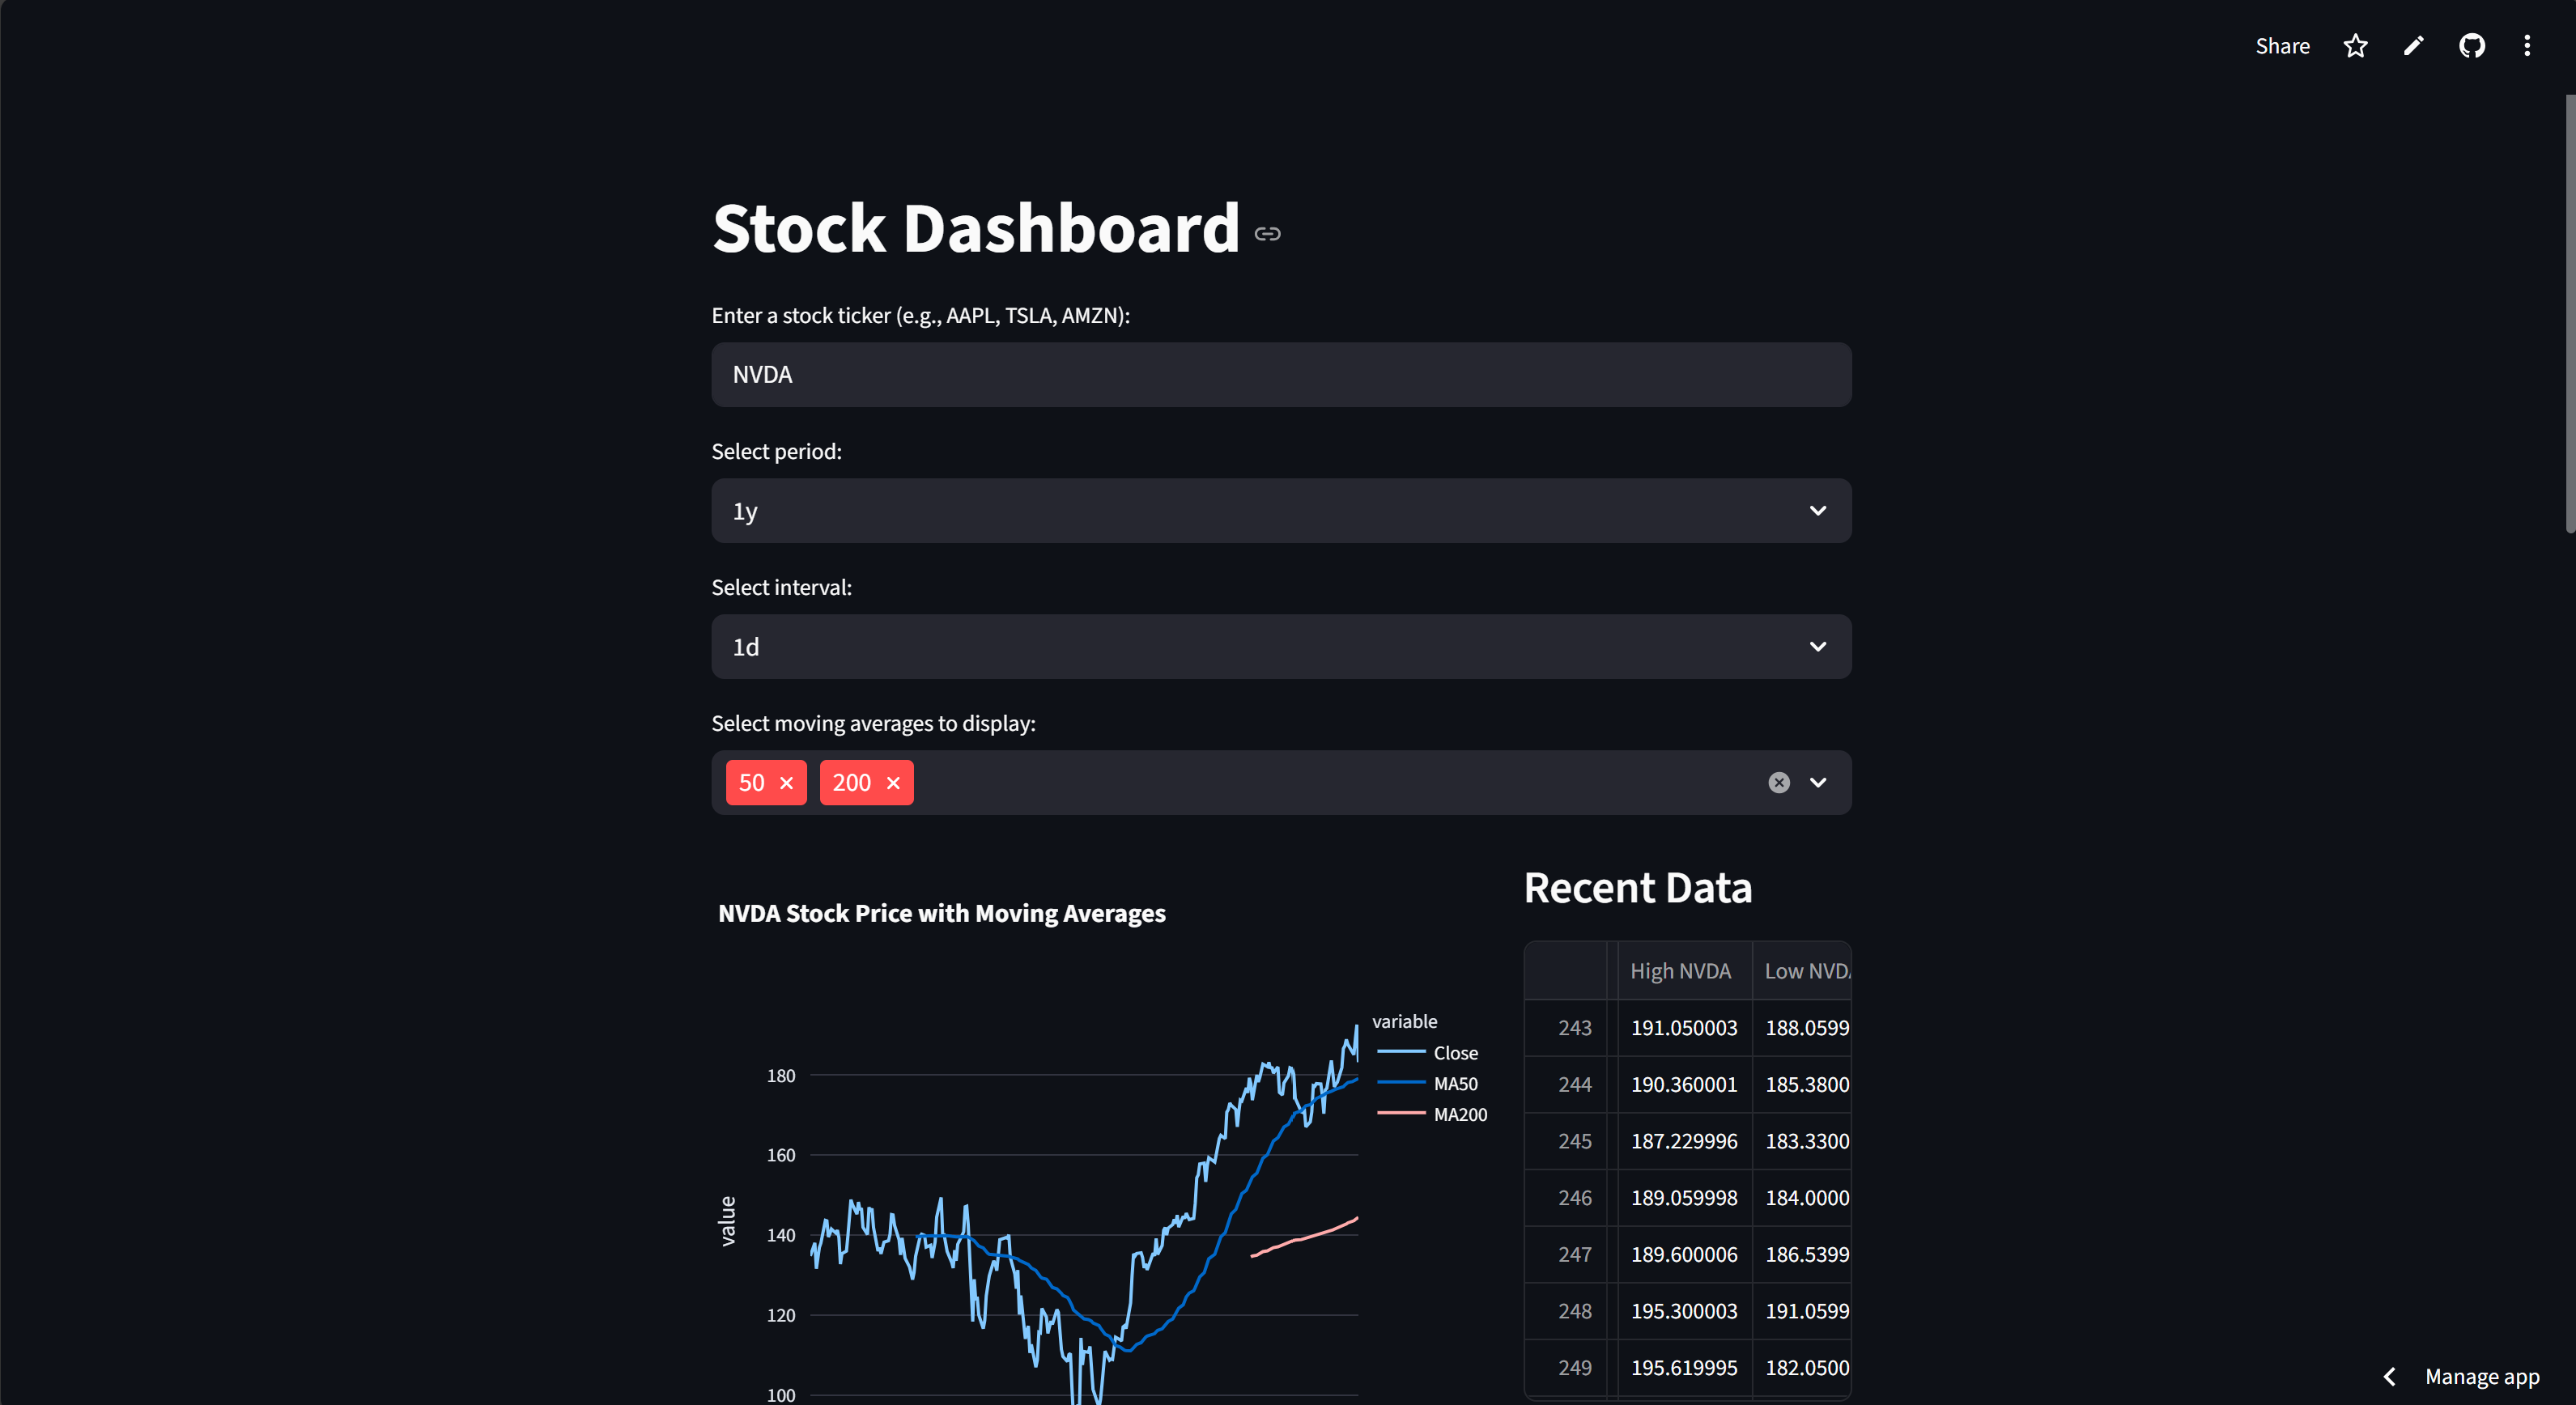 Share
Stock Dashboard
Enter a stock ticker (e.g., AAPL, TSLA, AMZN):
NVDA
Select period:
1y
Select interval:
1d
Select moving averages to display:
50 200
NVDA Stock Price with Moving Averages
variable
Close
MA50
MA200
value
180
160
140
120
100
Recent Data
High NVDA Low NVD
243 191.050003 188.0599
244 190.360001 185.3800
245 187.229996 183.3300
246 189.059998 184.0000
247 189.600006 186.5399
248 195.300003 191.0599
249 195.619995 182.0500
Manage app